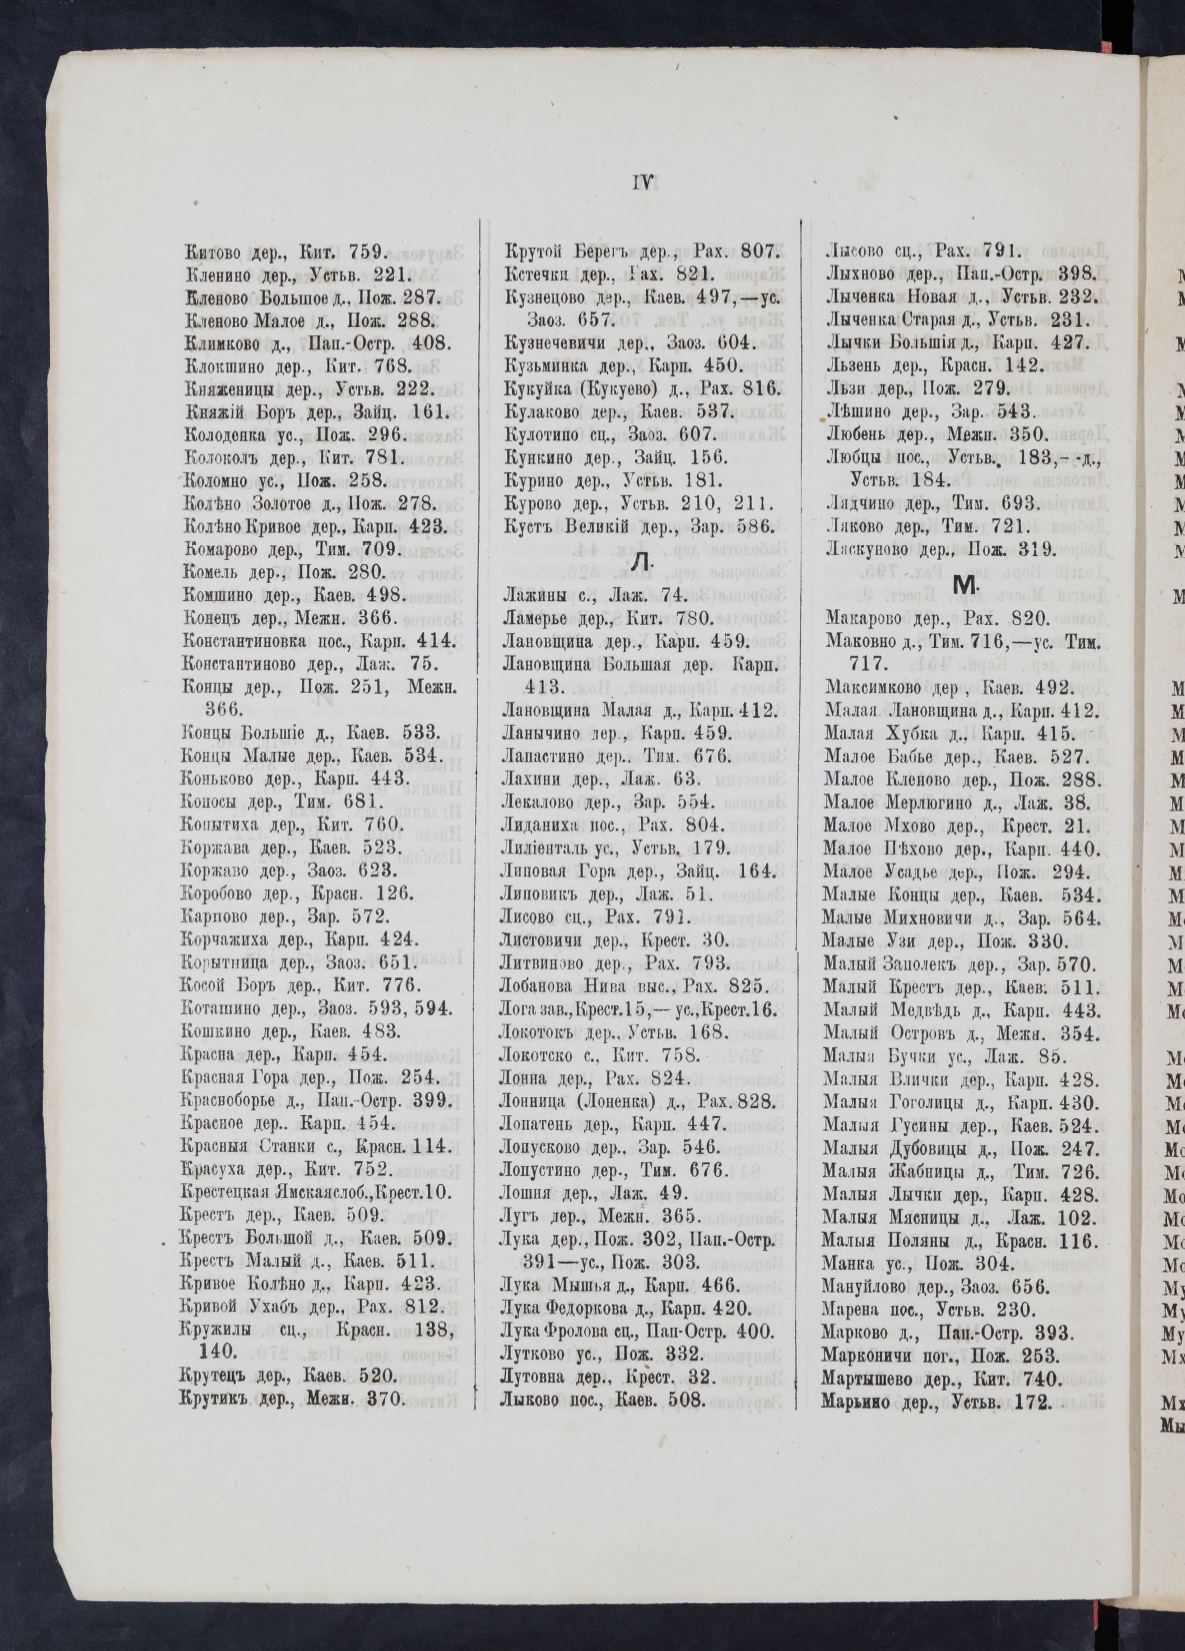 IV
Китово дер., Кит. 759.
Кленино дер., Устьв. 221.
Кленово Большое д., Пож. 287.
Кленово Малое д., Пож. 288.
Климково д., Пап.-Остр. 408.
Клокшино дер., Кит. 768.
Княженицы дер., Устьв. 222.
Княжій Боръ дер., Зайц. 161.
Колоденка ус., Пож. 296.
Колоколъ дер., Кит. 781.
Коломно ус., Пож. 258.
Колѣно Золотое д., Пож. 278.
Колѣно Кривое дер., Карп. 423.
Комарово дер., Тим. 709.
Комель дер., Пож. 280.
Комшино дер., Каев. 498.
Конецъ дер., Межн. 366.
Константиновка пос., Карп. 414.
Константиново дер., Лаж. 75.
Концы дер., Пож. 251, Межн.
366.
Концы Большіе д., Каев. 533.
Концы Малые дер., Каев. 534.
Коньково дер., Карп. 443.
Копосы дер., Тим. 681.
Копытиха дер., Кит. 760.
Коржава дер., Каев. 523.
Коржаво дер., Заоз. 623.
Коробово дер., Красн. 126.
Карпово дер., Зар. 572.
Корчажиха дер., Карп. 424.
Корытница дер., Заоз. 651.
Косой Боръ дер., Кит. 776.
Коташино дер., Заоз. 593, 594.
Кошкино дер., Каев. 483.
Красна дер., Карп. 454.
Красная Гора дер., Пож. 254.
Красноборье д., Пап.-Остр. 399.
Красное дер.. Карп. 454.
Красныя Станки с., Красн. 114.
Красуха дер., Кит. 752.
Крестецкая Ямская слоб., Крест. 10.
Крестъ дер., Каев. 509.
Крестъ Большой д., Каев. 509.
Крестъ Малый д., Каев. 511.
Кривое Колѣно д., Карп. 423.
Кривой Ухабъ дер., Рах. 812.
Кружилы сц., Красн. 138,
140.
Крутецъ дер., Каев. 520.
Крутикъ дер., Межн. 370.
Крутой Берегъ дер., Рах. 807.
Кстечки дер., Рах. 821.
Кузнецово дер., Каев. 497,—ус.
Заоз. 657.
Кузнечевичи дер., Заоз. 604.
Кузьминка дер., Карп. 450.
Кукуйка (Кукуево) д., Рах. 816.
Кулаково дер., Каев. 537.
Кулотино сц., Заоз. 607.
Кункино дер., Зайц. 156.
Курино дер., Устьв. 181.
Курово дер., Устьв. 210, 211.
Кустъ Великій дер., Зар. 586.
Л.
Лажины с., Лаж. 74.
Ламерье дер., Кит. 780.
Лановщина дер., Карп. 459.
Лановщина Большая дер. Карп.
413.
Лановщина Малая д., Карп. 412.
Ланычино дер., Карп. 459.
Лапастино дер.. Тим. 676.
Лахини дер., Лаж. 63.
Лекалово дер., Зар. 554.
Лиданиха пос., Рах. 804.
Лиліенталь ус., Устьв. 179.
Липовая Гора дер., Зайц. 164.
Липовикъ дер., Лаж. 51.
Лисово сц., Рах. 791.
Листовичи дер., Крест. 30.
Литвиново дер., Рах. 793.
Лобанова Нива выс., Рах. 825.
Лога зав., Крест. 15,—ус., Крест. 16.
Локотокъ дер.. Устьв. 168.
Локотско с., Кит. 758.
Лонна дер., Рах. 824.
Лонница (Лоненка) д., Рах. 828.
Лопатень дер., Карп. 447.
Лопусково дер.. Зар. 546.
Лопустино дер., Тим. 676.
Лошня дер., Лаж. 49.
Лугъ дер., Межн. 365.
Лука дер., Пож. 302, Пап.-Остр.
391—ус., Пож. 303.
Лука Мышья д., Карп. 466.
Лука Федоркова д., Карп. 420.
Лука Фролова сц., Пап-Остр. 400.
Лутково ус., Пож. 332.
Лутовна дер., Крест. 32.
Лыково пос., Каев. 508.
Лысово сц., Рах. 791.
Лыхново дер., Пап.-Остр. 398.
Лыченка Новая д., Устьв. 232.
Лыченка Старая д., Устьв. 231.
Лычки Большія д., Карп. 427.
Льзень дер., Красн. 142.
Льзи дер., Пож. 279.
Лѣшино дер., Зар. 543.
Любень дер., Межн. 350.
Любцы пос., Устьв. 183,—д.,
Устьв. 184.
Лядчино дер., Тим. 693.
Ляково дер., Тим. 721.
Ляскуново дер., Пож. 319.
М.
Макарово дер., Рах. 820.
Маковно д., Тим. 716,—ус. Тим.
717.
Максимково дер , Каев. 492.
Малая Лановщина д., Карп. 412.
Малая Хубка д., Карп. 415.
Малое Бабье дер., Каев. 527.
Малое Кленово дер., Пож. 288.
Малое Мерлюгино д., Лаж. 38.
Малое Мхово дер., Крест. 21.
Малое Пѣхово дер., Карп. 440.
Малое Усадье дер., Пож. 294.
Малые Концы дер., Каев. 534.
Малые Михновичи д., Зар. 564.
Малые Узи дер., Пож. 330.
Малый Заполекъ дер., Зар. 570.
Малый Крестъ дер., Каев. 511.
Малый Медвѣдь д., Карп. 443.
Малый Островъ д., Межн. 354.
Малыя Бучки ус., Лаж. 85.
Малыя Влички дер., Карп. 428.
Малыя Гоголицы д., Карп. 430.
Малыя Гусины дер., Каев. 524.
Малыя Дубовицы д., Пож. 247.
Малыя Жабницы д., Тим. 726.
Малыя Лычки дер., Карп. 428.
Малыя Мясницы д., Лаж. 102.
Малыя Поляны д., Красн. 116.
Манка ус., Пож. 304.
Мануйлово дер., Заоз. 656.
Марена пос., Устьв. 230.
Марково д., Пап.-Остр. 393.
Маркoничи пог., Пож. 253.
Мартышево дер., Кит. 740.
Марьино дер., Устьв. 172.